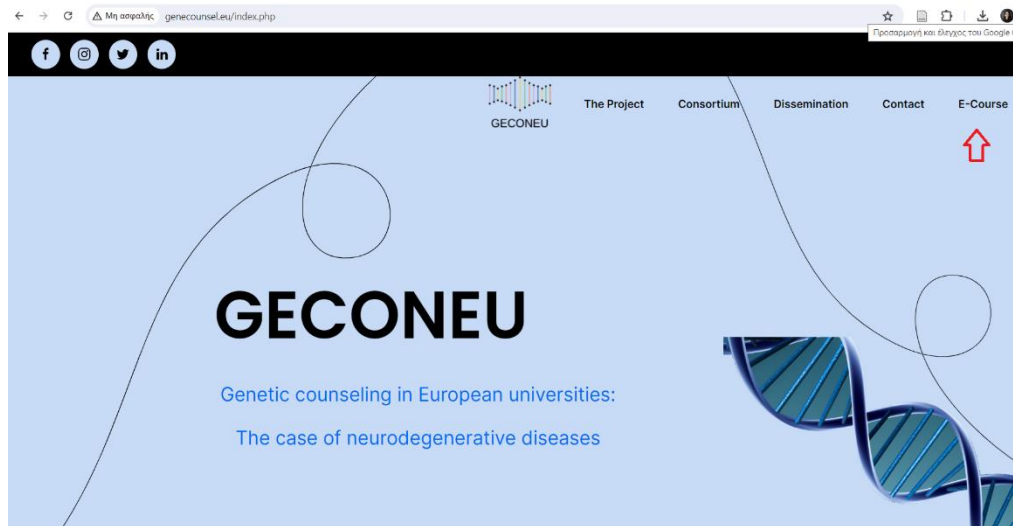 Μη ασφαλής genecounsel.eu/index.php
Προσαρμογή και έλεγχος του Google
f in
GECONEU
The Project Consortium Dissemination Contact E-Course
GECONEU
Genetic counseling in European universities:
The case of neurodegenerative diseases